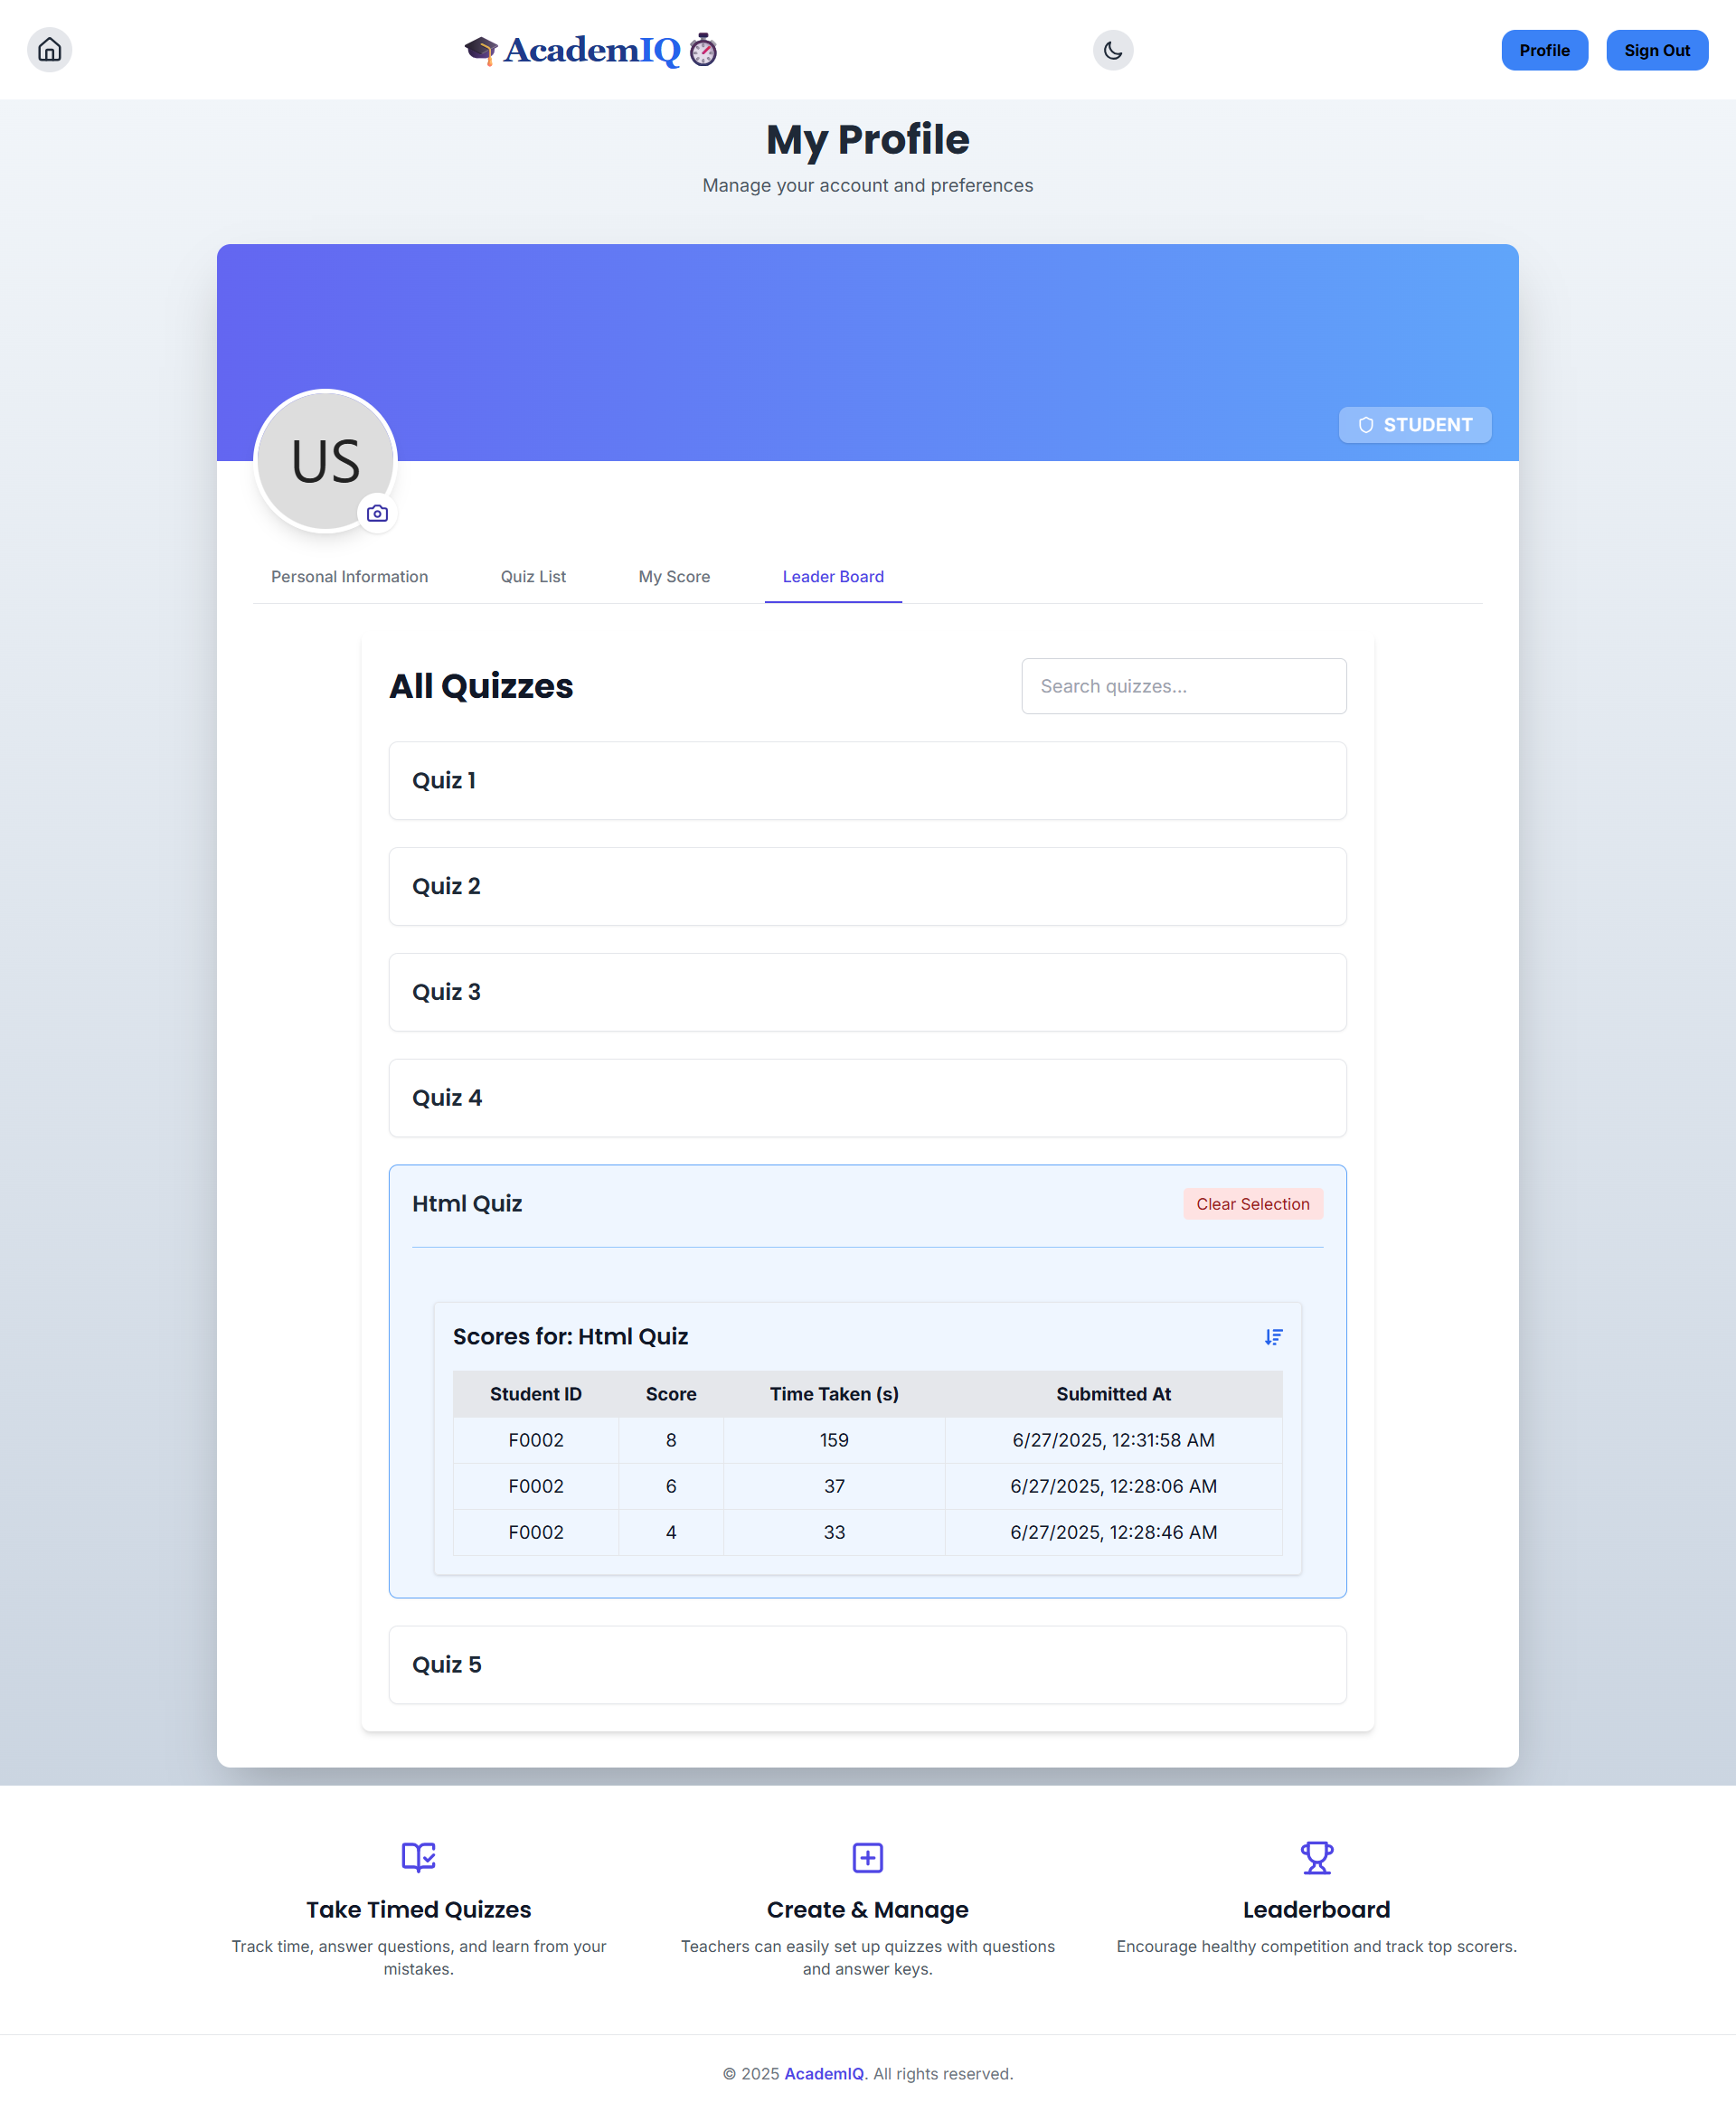 AcademIQ
Profile
Sign Out
My Profile
Manage your account and preferences
STUDENT
US
Personal Information Quiz List My Score Leader Board
All Quizzes
Search quizzes...
Quiz 1
Quiz 2
Quiz 3
Quiz 4
Html Quiz
Clear Selection
Scores for: Html Quiz
Student ID Score Time Taken (s) Submitted At
F0002 8 159 6/27/2025, 12:31:58 AM
F0002 6 37 6/27/2025, 12:28:06 AM
F0002 4 33 6/27/2025, 12:28:46 AM
Quiz 5
Take Timed Quizzes
Track time, answer questions, and learn from your
mistakes.
Create & Manage
Teachers can easily set up quizzes with questions
and answer keys.
Leaderboard
Encourage healthy competition and track top scorers.
© 2025 AcademIQ. All rights reserved.